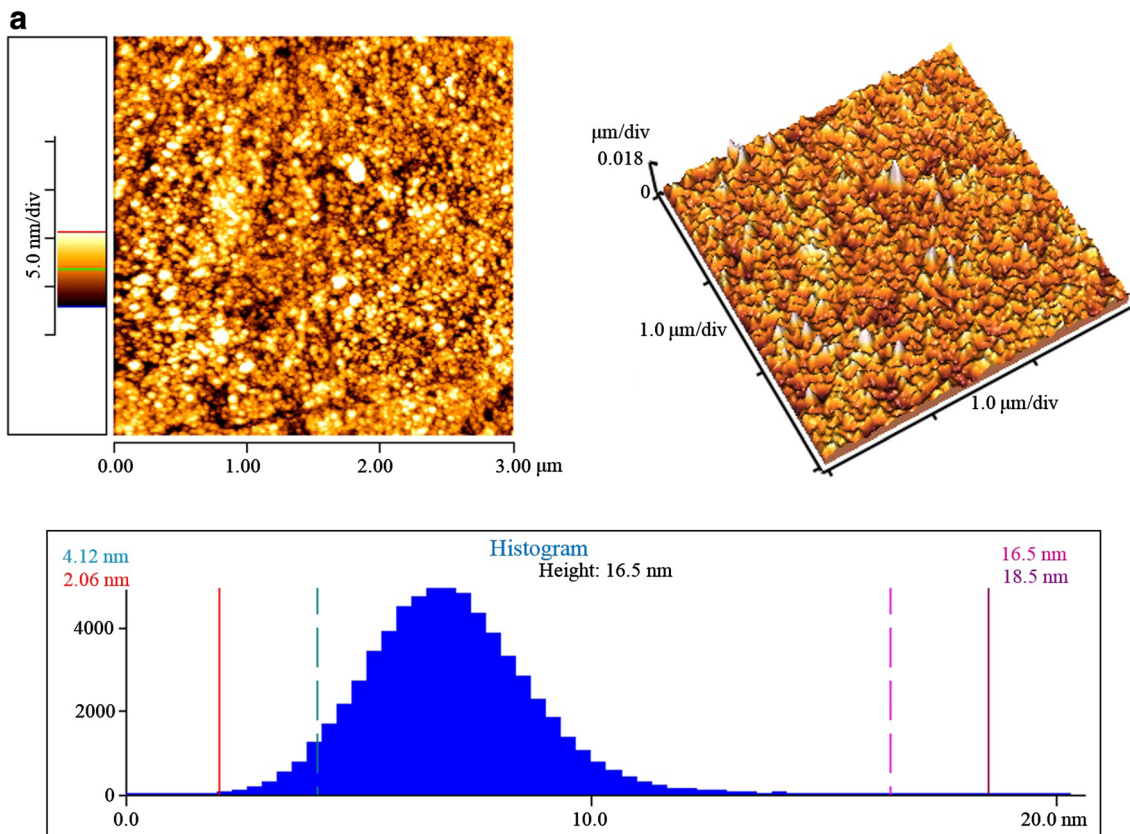 a
5.0 nm/div
0.00
1.00
2.00
3.00 μm
μm/div
0.018
0
1.0 μm/div
1.0 μm/div
Histogram
Height: 16.5 nm
4.12 nm
2.06 nm
16.5 nm
18.5 nm
4000
2000
0
0.0
10.0
20.0 nm